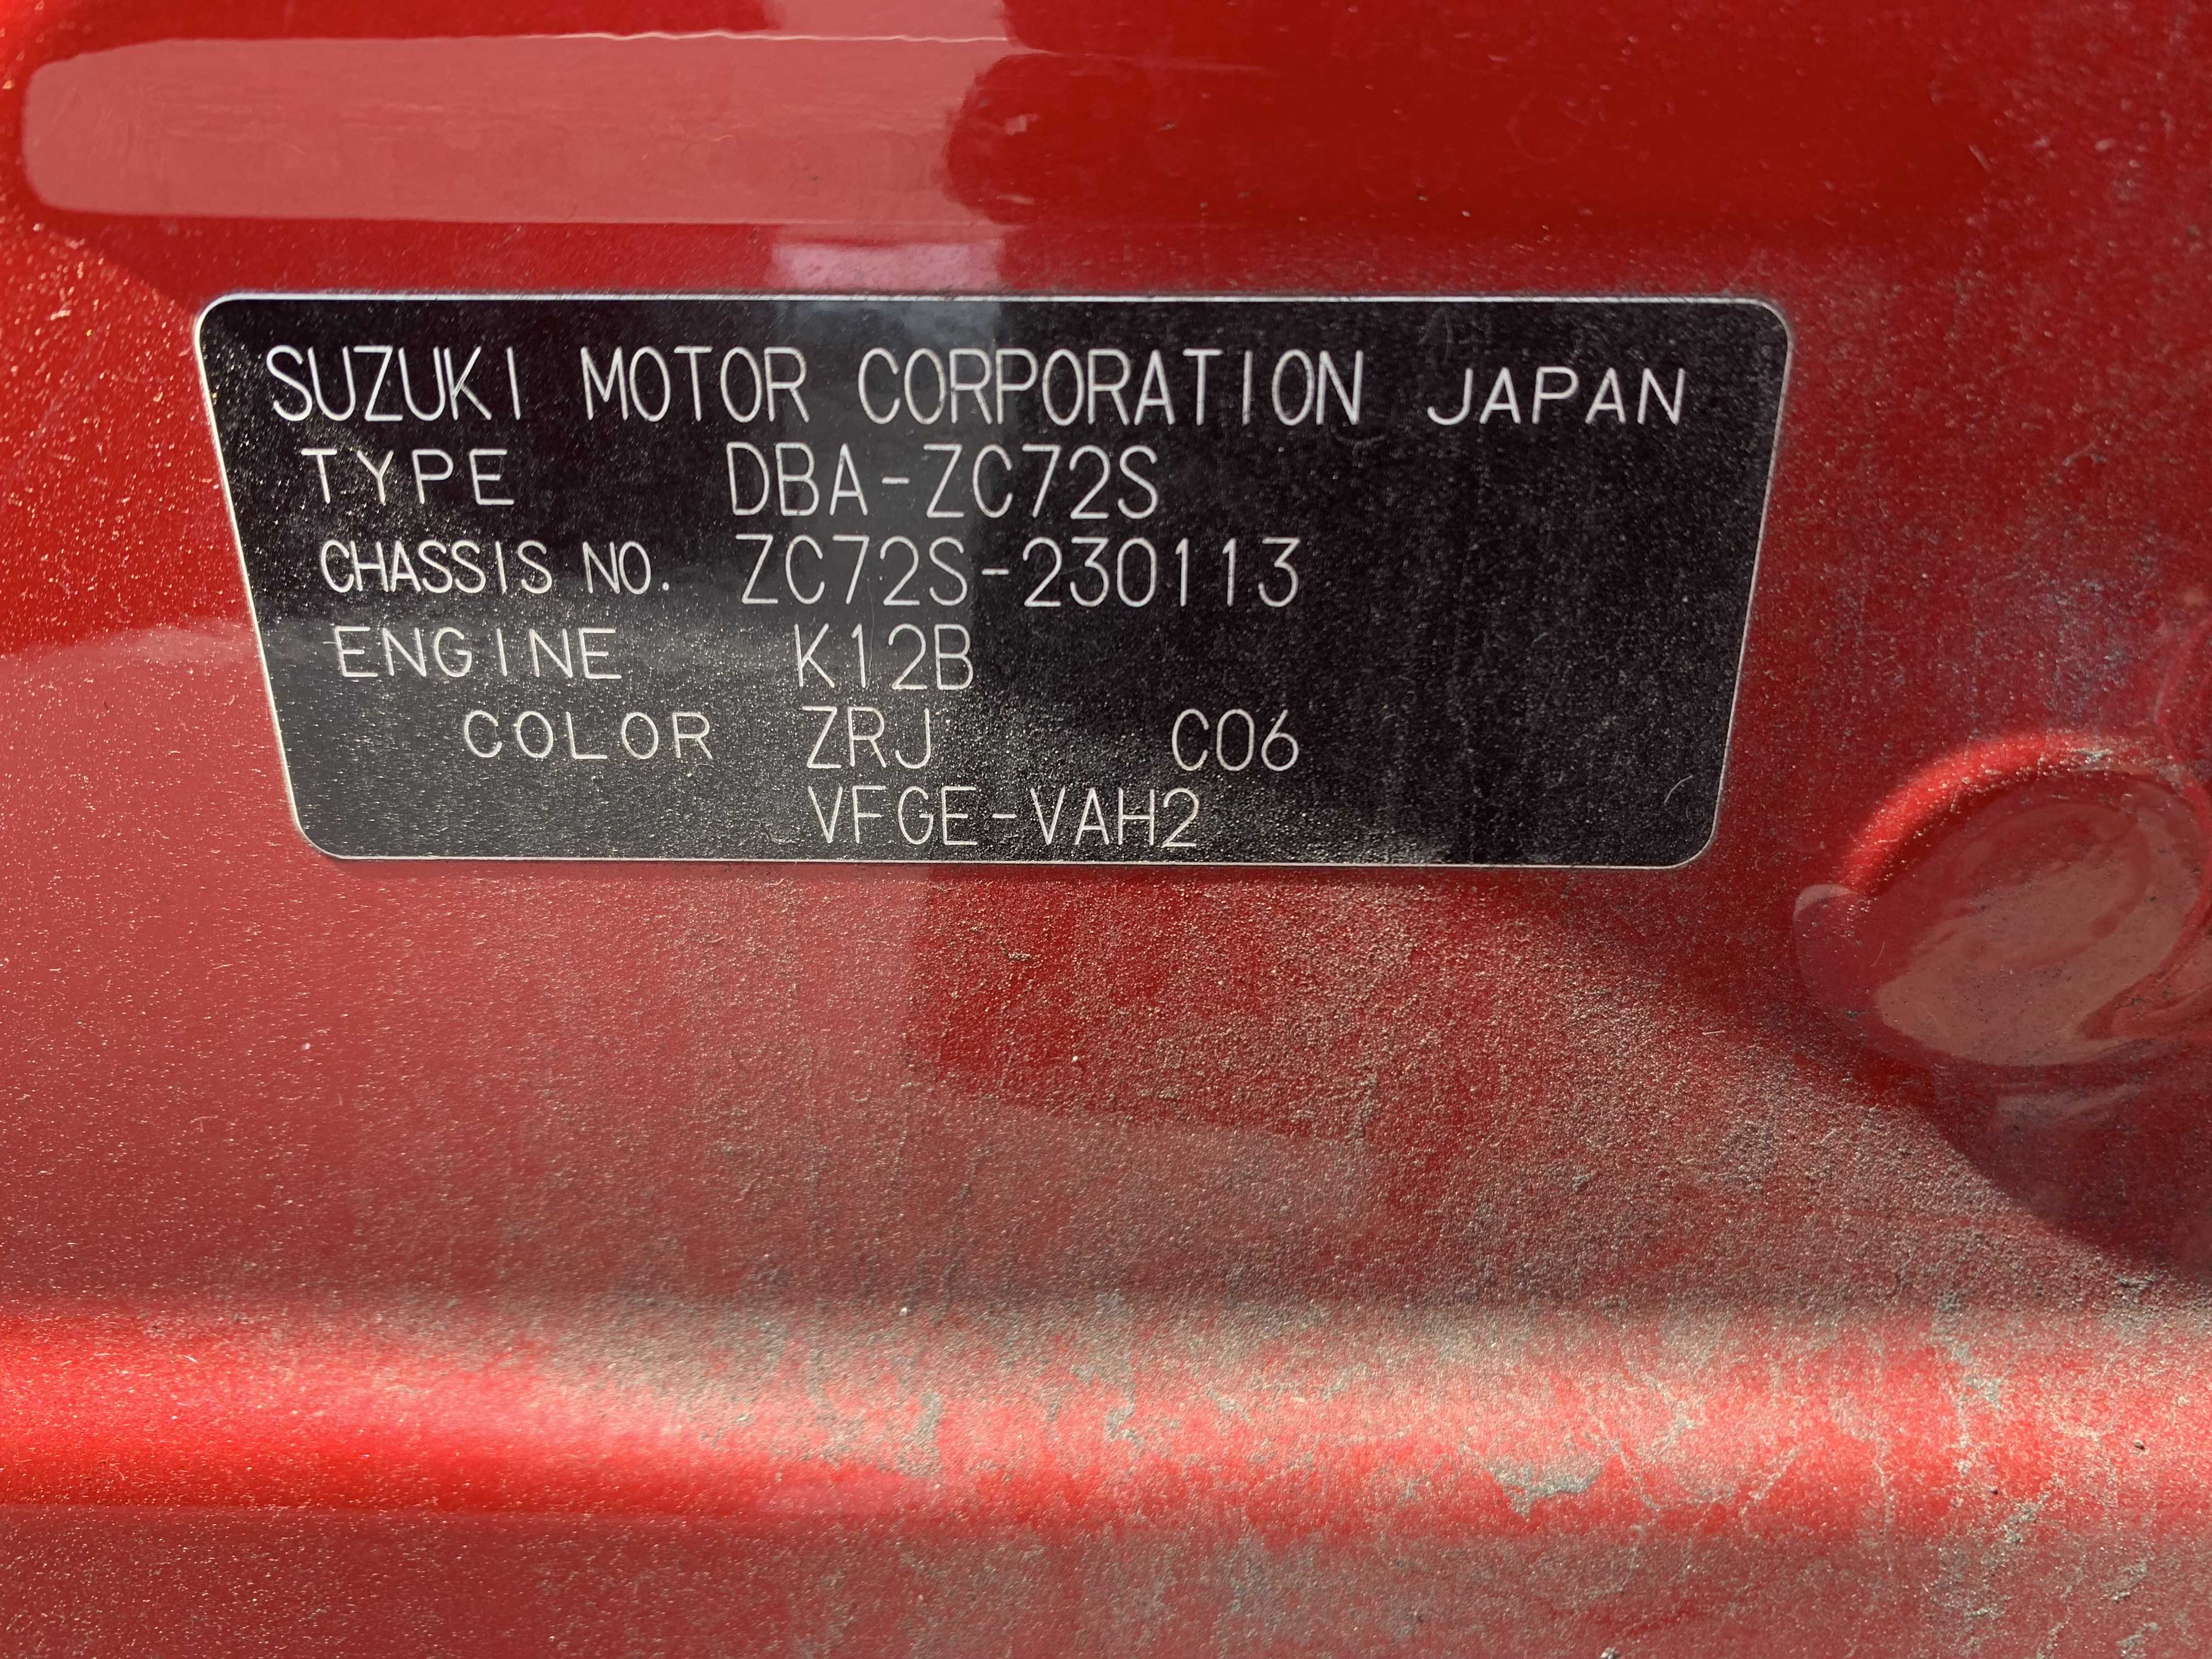 SUZUKI MOTOR CORPORATION JAPAN
TYPE DBA-ZC72S
CHASSIS NO. ZC72S-230113
ENGINE K12B
COLOR ZRJ C06
VFGE-VAH2